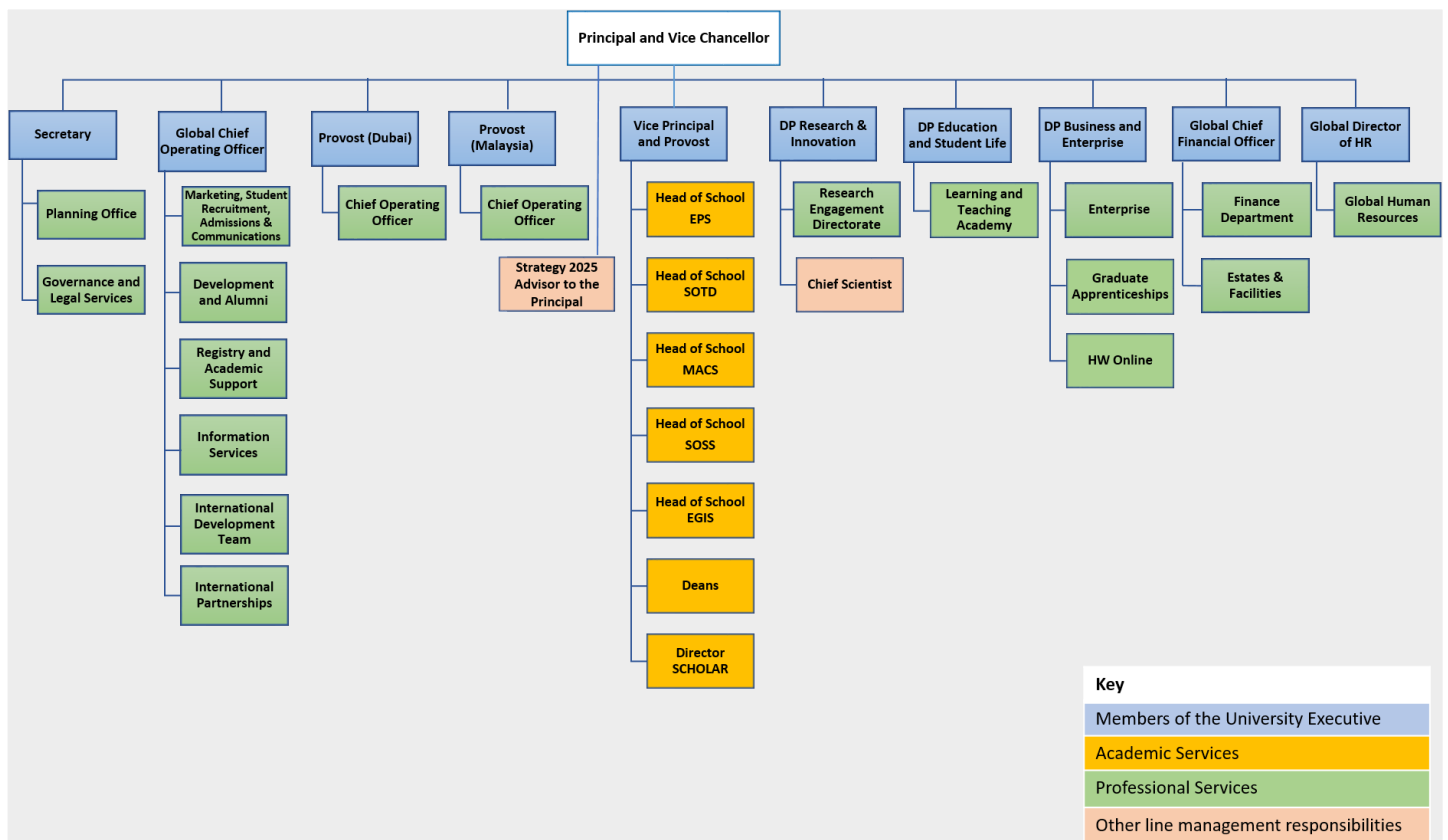 Principal and Vice Chancellor
Secretary
Planning Office
Governance and
Legal Services
Global Chief
Operating Officer
Marketing, Student
Recruitment,
Admissions &
Communications
Development
and Alumni
Registry and
Academic
Support
Information
Services
International
Development
Team
International
Partnerships
Provost (Dubai)
Chief Operating
Officer
Provost
(Malaysia)
Chief Operating
Officer
Strategy 2025
Advisor to the
Principal
Vice Principal
and Provost
Head of School
EPS
Head of School
SOTD
Head of School
MACS
Head of School
SOSS
Head of School
EGIS
Deans
Director
SCHOLAR
DP Research &
Innovation
Research
Engagement
Directorate
Chief Scientist
DP Education
and Student Life
Learning and
Teaching
Academy
DP Business and
Enterprise
Enterprise
Graduate
Apprenticeships
HW Online
Global Chief
Financial Officer
Finance
Department
Estates &
Facilities
Global Director
of HR
Global Human
Resources
Key
Members of the University Executive
Academic Services
Professional Services
Other line management responsibilities